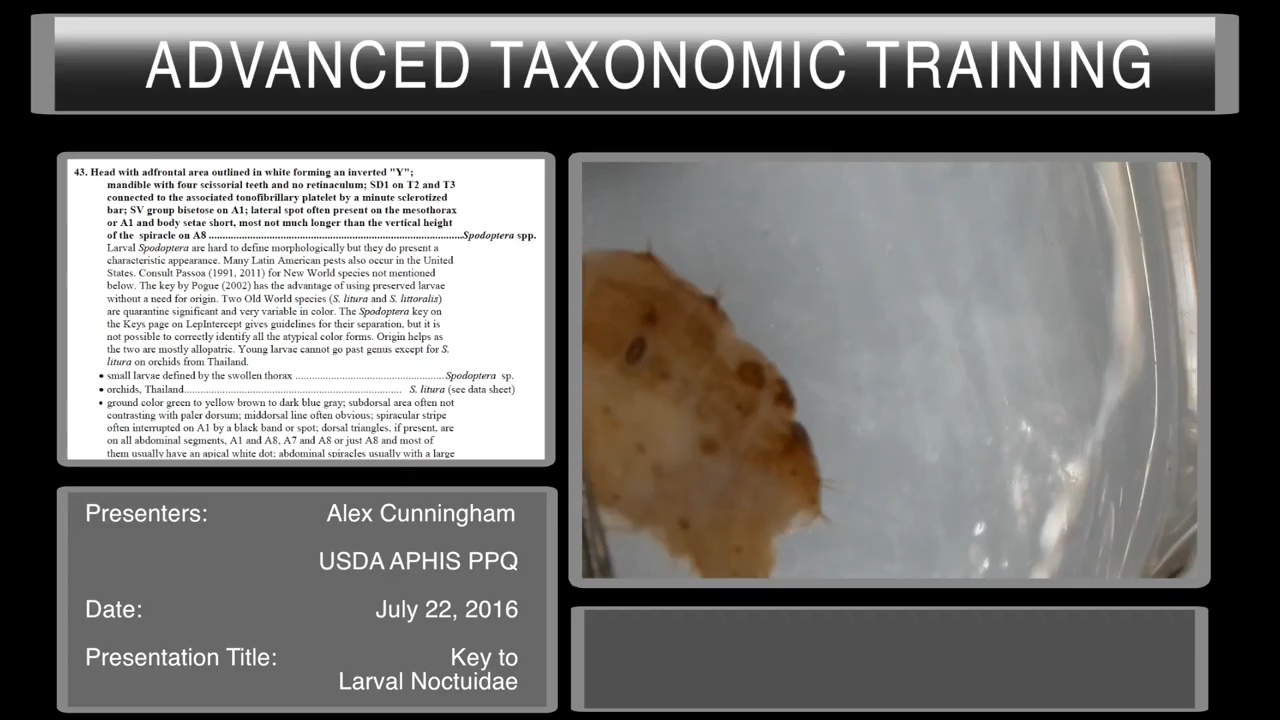 ADVANCED TAXONOMIC TRAINING
43. Head with adfrontal area outlined in white forming an inverted "Y";
mandible with four scissorial teeth and no retinaculum; SD1 on T2 and T3
connected to the associated tonofibrillary platelet by a minute sclerotized
bar; SV group bisetose on A1; lateral spot often present on the mesothorax
or A1 and body setae short, most not much longer than the vertical height
of the spiracle on A8 ..........................................................................Spodoptera spp.
Larval Spodoptera are hard to define morphologically but they do present a
characteristic appearance. Many Latin American pests also occur in the United
States. Consult Passoa (1991, 2011) for New World species not mentioned
below. The key by Pogue (2002) has the advantage of using preserved larvae
without a need for origin. Two Old World species (S. litura and S. littoralis)
are quarantine significant and very variable in color. The Spodoptera key on
the Keys page on LepIntercept gives guidelines for their separation, but it is
not possible to correctly identify all the atypical color forms. Origin helps as
the two are mostly allopatric. Young larvae cannot go past genus except for S.
litura on orchids from Thailand.
• small larvae defined by the swollen thorax ..................................................Spodoptera sp.
• orchids, Thailand........................................................................ S. litura (see data sheet)
• ground color green to yellow brown to dark blue gray; subdorsal area often not
contrasting with paler dorsum; middorsal line often obvious; spiracular stripe
often interrupted on A1 by a black band or spot; dorsal triangles, if present, are
on all abdominal segments, A1 and A8, A7 and A8 or just A8 and most of
them usually have an apical white dot; abdominal spiracles usually with a large
Presenters: Alex Cunningham
USDA APHIS PPQ
Date: July 22, 2016
Presentation Title: Key to
Larval Noctuidae